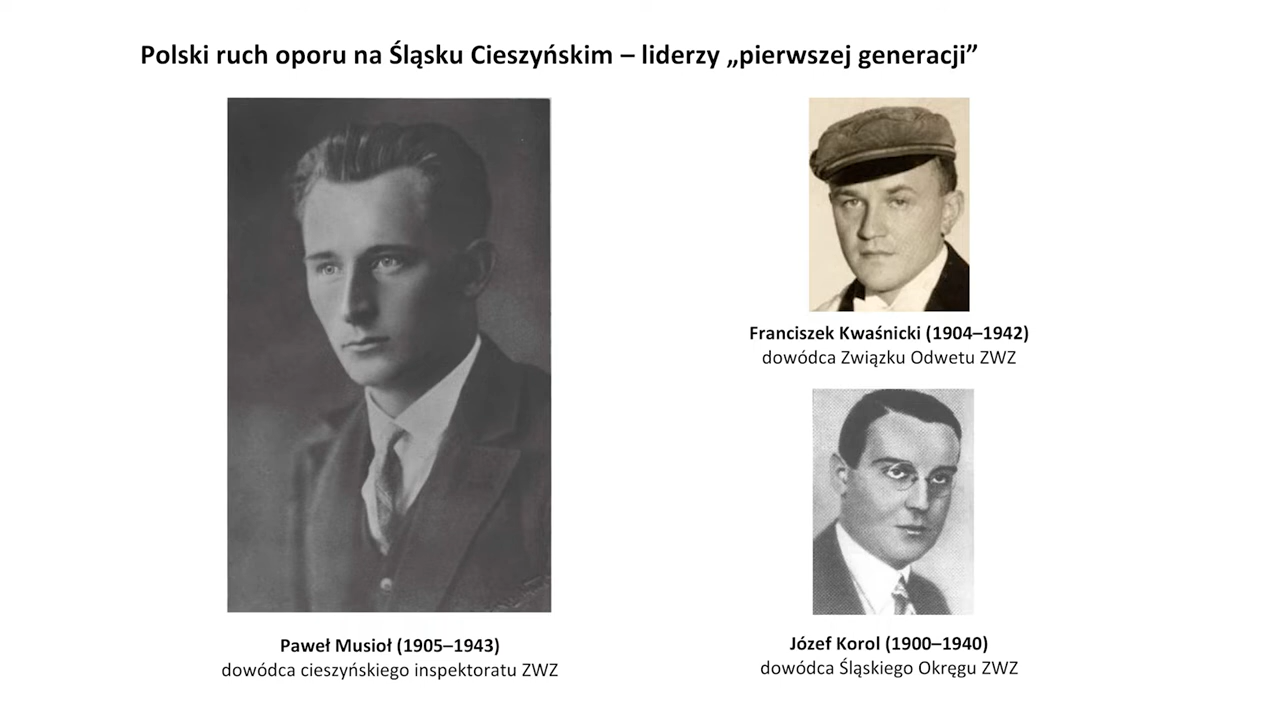 Polski ruch oporu na Śląsku Cieszyńskim – liderzy „pierwszej generacji”
Paweł Musioł (1905–1943)
dowódca cieszyńskiego inspektoratu ZWZ
Franciszek Kwaśnicki (1904–1942)
dowódca Związku Odwetu ZWZ
Józef Korol (1900–1940)
dowódca Śląskiego Okręgu ZWZ